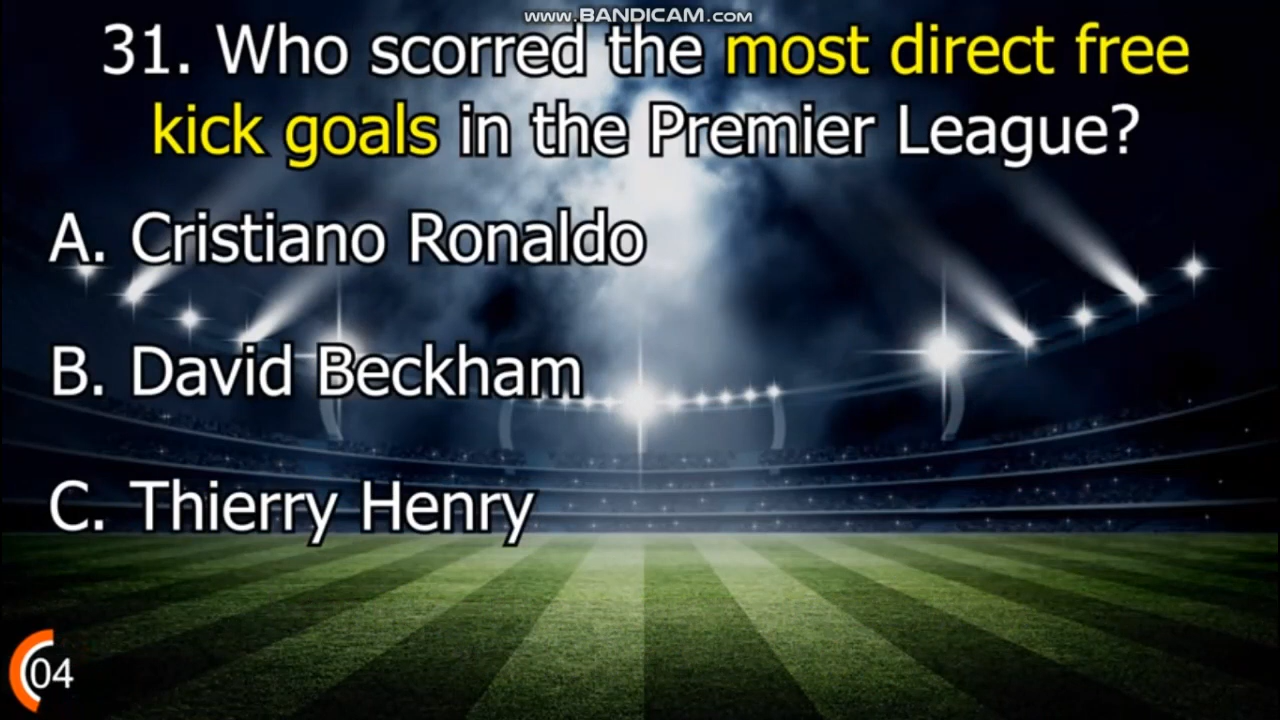 www.BANDICAM.com
31. Who scorred the most direct free
kick goals in the Premier League?
A. Cristiano Ronaldo
B. David Beckham
C. Thierry Henry
04